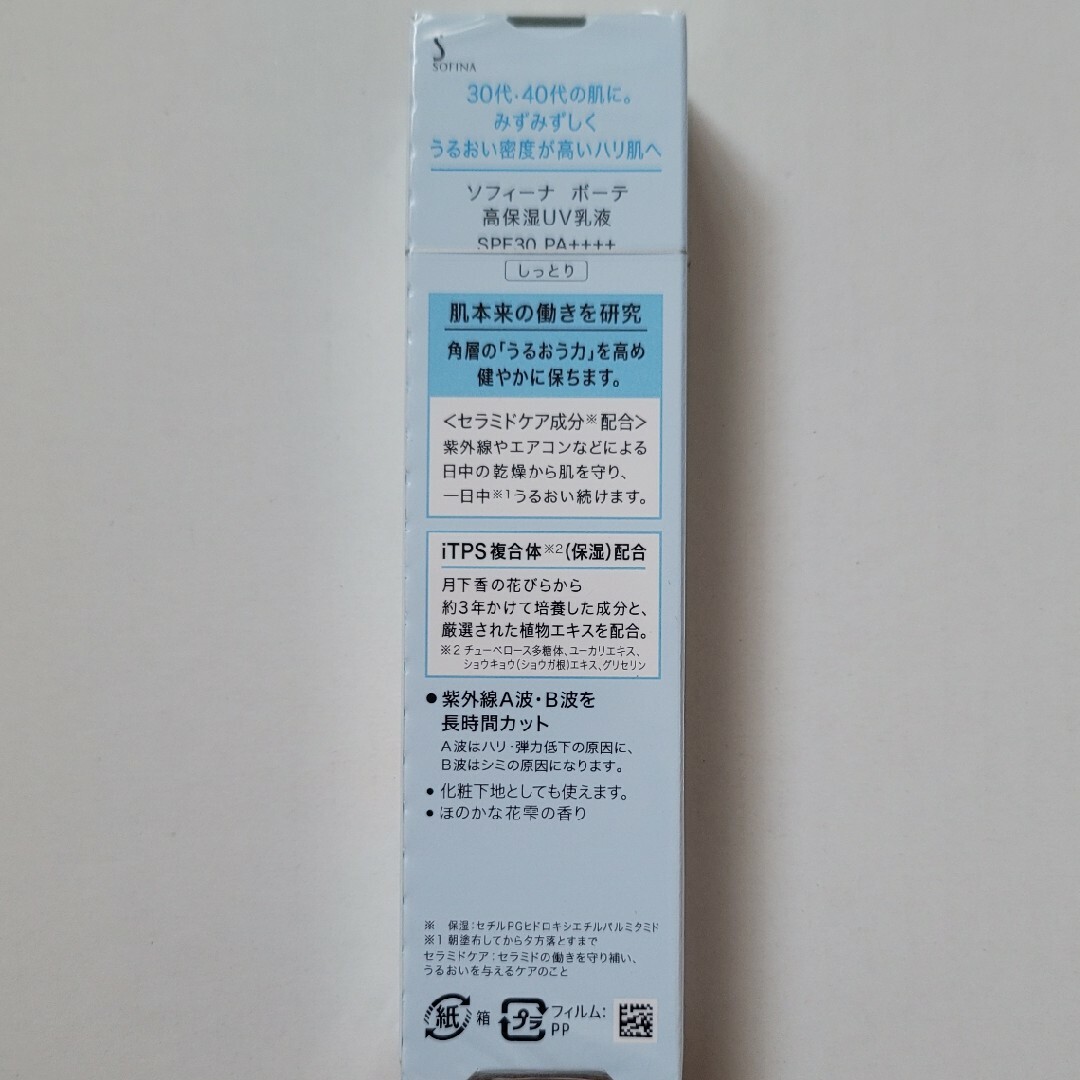 SOFINA
30代・40代の肌に。
みずみずしく
うるおい密度が高いハリ肌へ
ソフィーナ ボーテ
高保湿UV乳液
SPF30 PA++++
しっとり
肌本来の働きを研究
角層の「うるおう力」を高め
健やかに保ちます。
<セラミドケア成分※配合>
紫外線やエアコンなどによる
日中の乾燥から肌を守り、
一日中※1うるおい続けます。
iTPS複合体※2(保湿)配合
月下香の花びらから
約3年かけて培養した成分と、
厳選された植物エキスを配合。
※2 チューベロース多糖体、ユーカリエキス、
ショウキョウ(ショウガ根)エキス、グリセリン
● 紫外線A波・B波を
長時間カット
A波はハリ・弾力低下の原因に、
B波はシミの原因になります。
● 化粧下地としても使えます。
● ほのかな花雫の香り
※ 保湿:セチルPGヒドロキシエチルパルミタミド
※1 朝塗布してから夕方落とすまで
セラミドケア:セラミドの働きを守り補い、
うるおいを与えるケアのこと
紙 箱 プラ フィルム:
PP